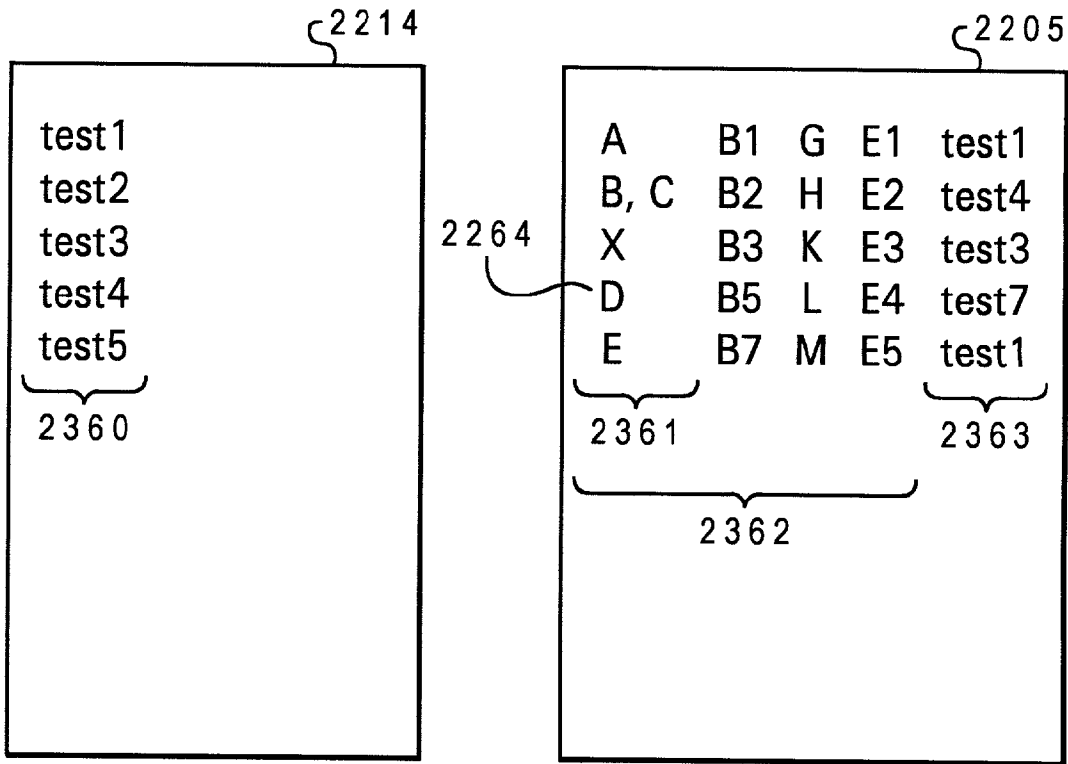 2214
test1
test2
test3
test4
test5
2360
2205
A B1 G E1 test1
B, C B2 H E2 test4
X B3 K E3 test3
D B5 L E4 test7
E B7 M E5 test1
2264
2361
2363
2362